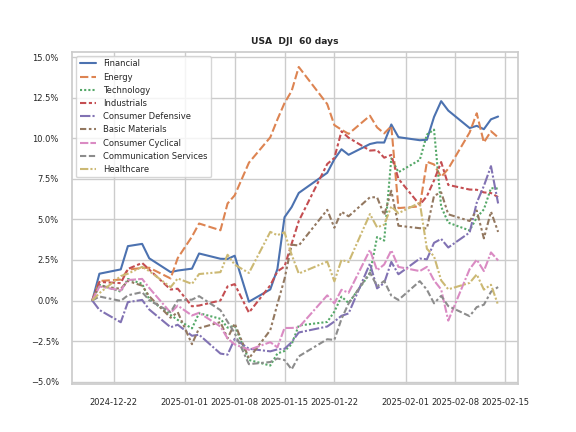 USA DJI 60 days
15.0%
12.5%
10.0%
7.5%
5.0%
2.5%
0.0%
−2.5%
−5.0%
Financial
Energy
Technology
Industrials
Consumer Defensive
Basic Materials
Consumer Cyclical
Communication Services
Healthcare
2024-12-22 2025-01-01 2025-01-08 2025-01-15 2025-01-22 2025-02-01 2025-02-08 2025-02-15